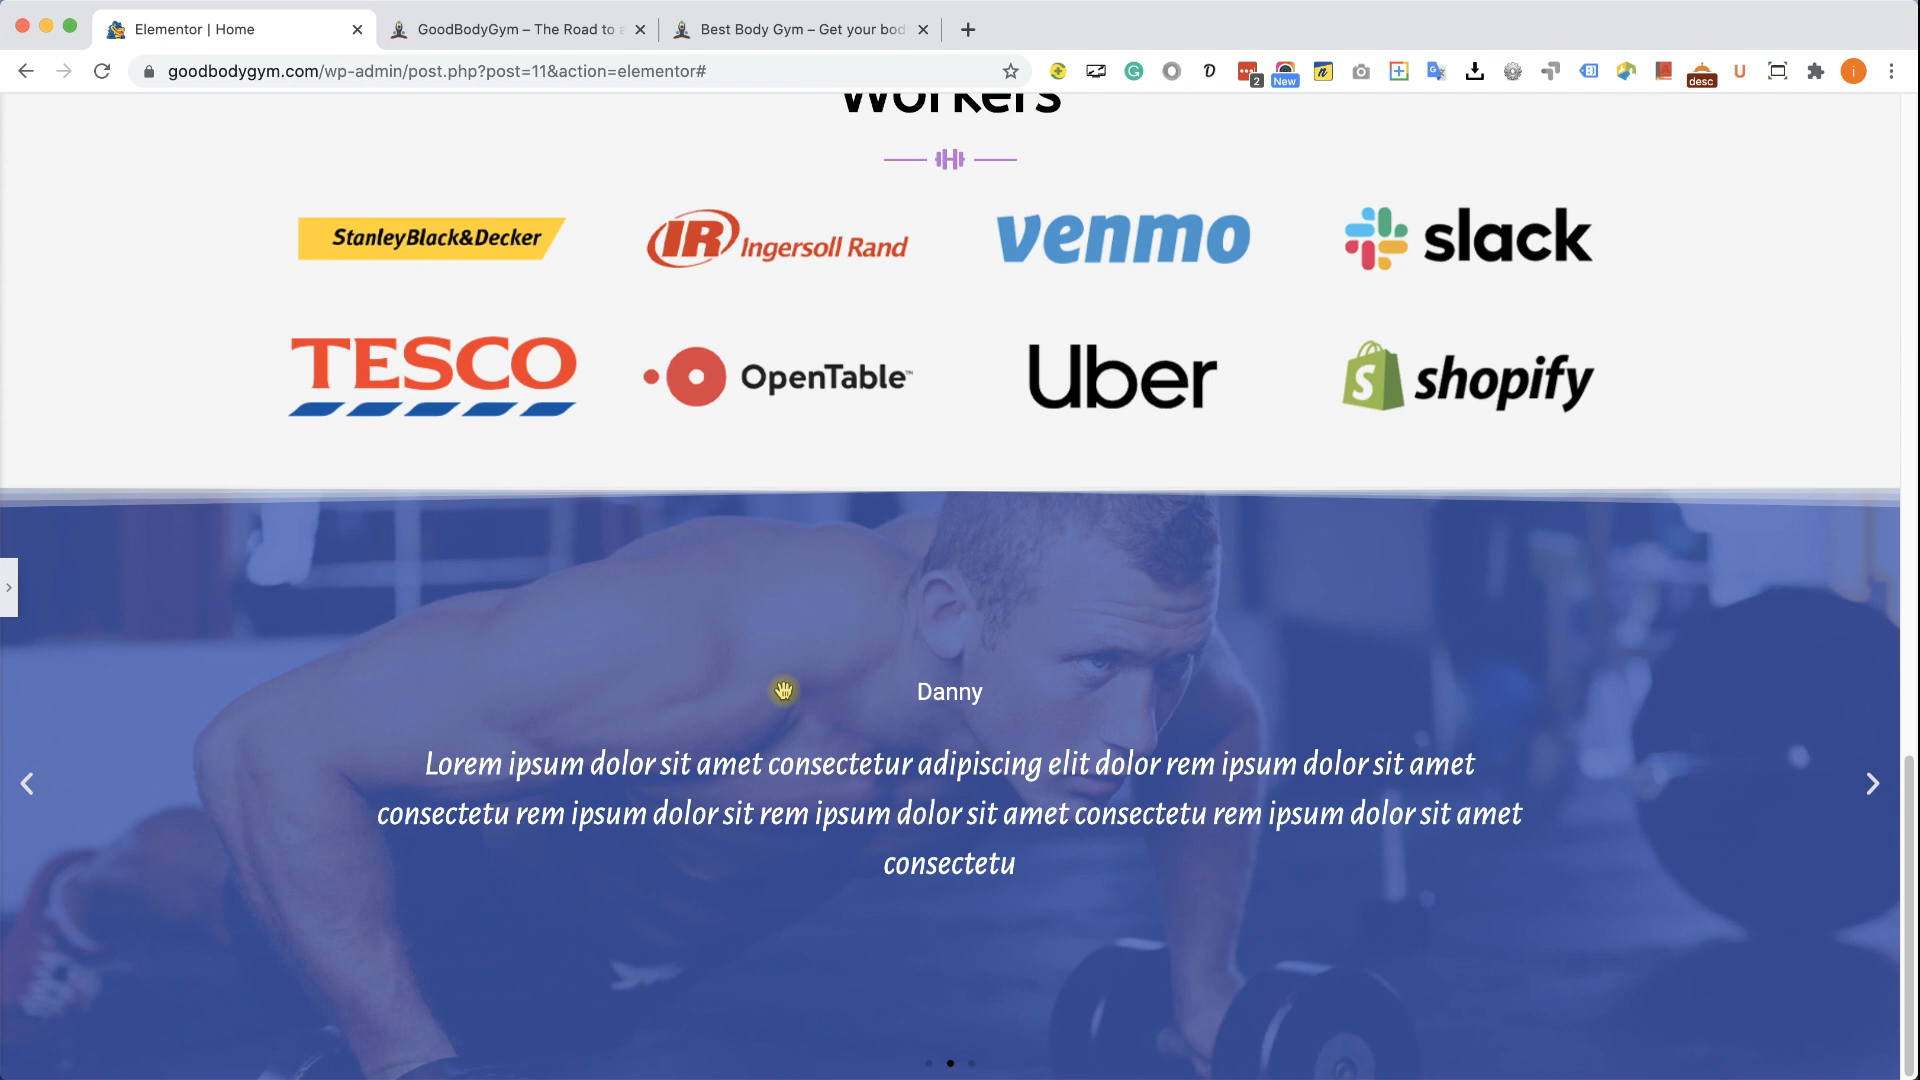 Elementor | Home
GoodBodyGym – The Road to a
Best Body Gym – Get your bod
goodbodygym.com/wp-admin/post.php?post=11&action=elementor#
2
New
desc
U
i
Workers
StanleyBlack&Decker
IR Ingersoll Rand
venmo
slack
TESCO
OpenTable™
Uber
shopify
Danny
Lorem ipsum dolor sit amet consectetur adipiscing elit dolor rem ipsum dolor sit amet
consectetu rem ipsum dolor sit rem ipsum dolor sit amet consectetu rem ipsum dolor sit amet
consectetu